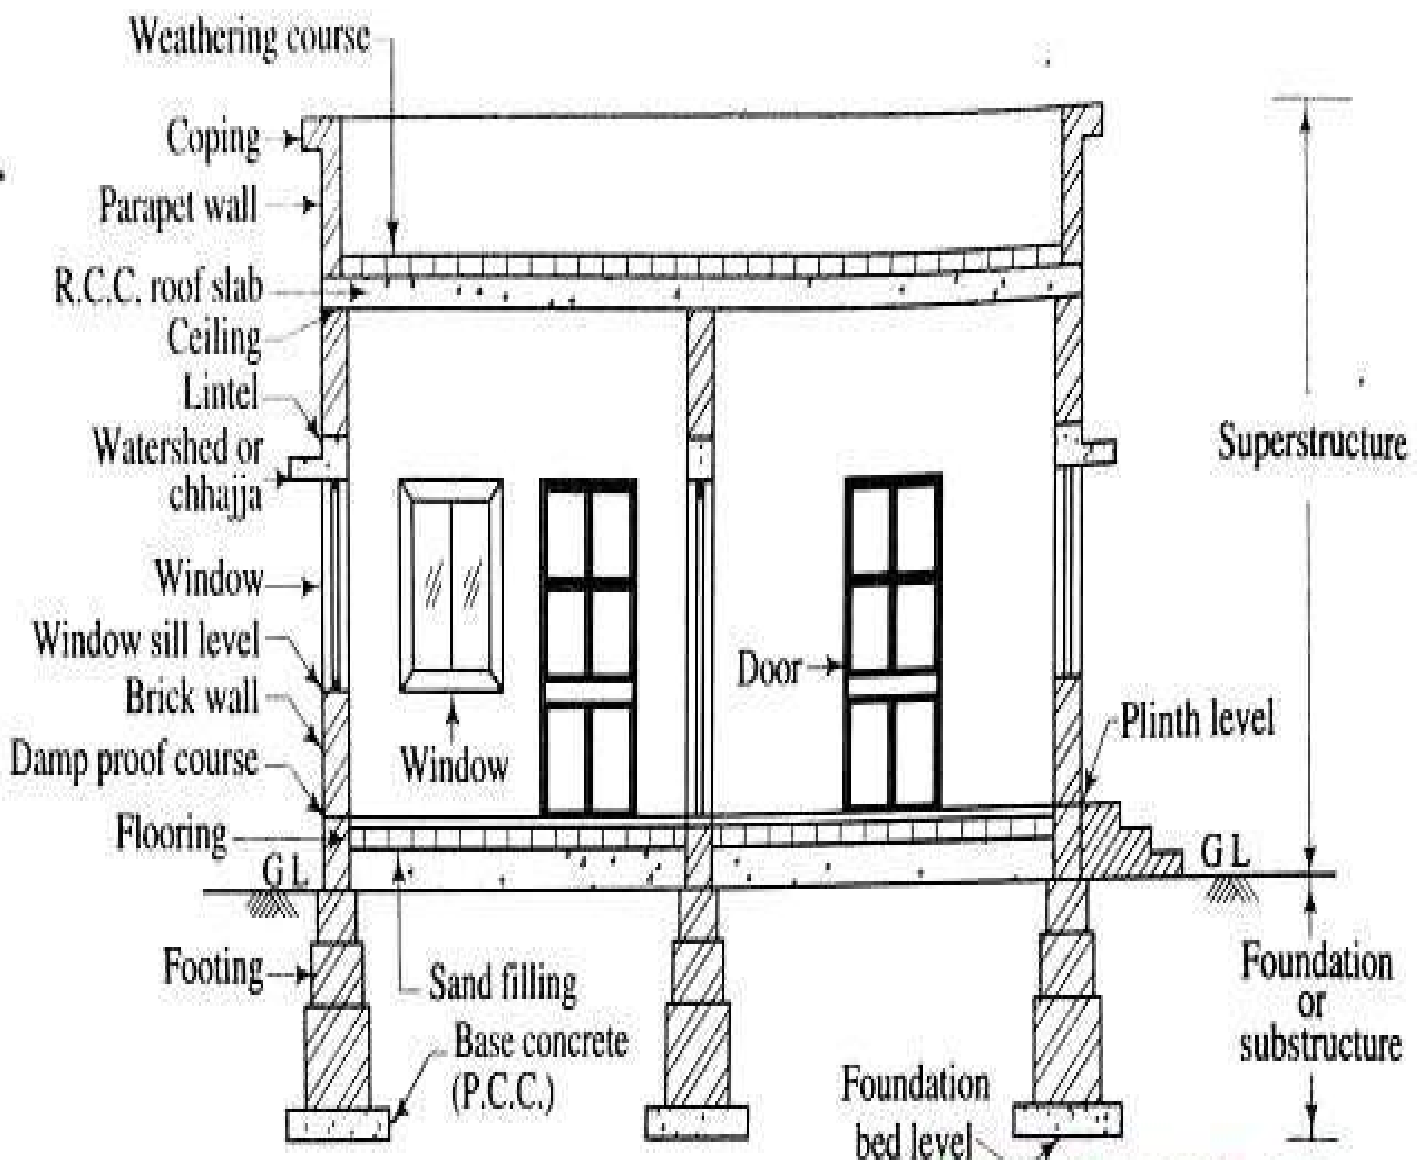 Weathering course
Coping
Parapet wall
R.C.C. roof slab
Ceiling
Lintel
Watershed or
chhajja
Window
Window sill level
Brick wall
Damp proof course
Flooring
G L
Footing
Window
Door
Sand filling
Base concrete
(P.C.C.)
Foundation
bed level
Plinth level
G L
Superstructure
Foundation
or
substructure